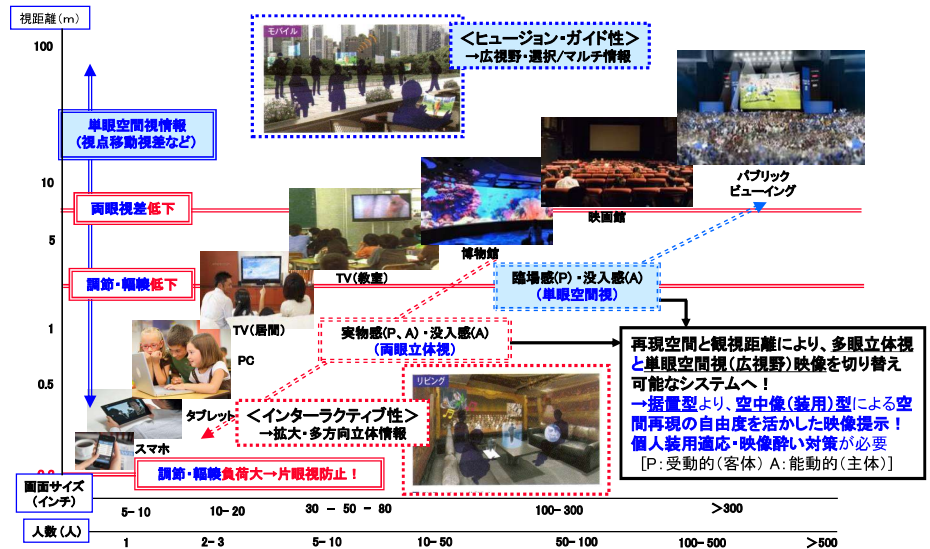 視距離(m)
100
10
5
1
0.5
モバイル
<ヒュージョン・ガイド性>
→広視野・選択/マルチ情報
単眼空間視情報
(視点移動視差など)
両眼視差低下
調節・輻輳低下
パブリック
ビューイング
映画館
博物館
TV(教室)
TV(居間)
PC
タブレット
スマホ
臨場感(P)・没入感(A)
(単眼空間視)
実物感(P、A)・没入感(A)
(両眼立体視)
<インターラクティブ性>
→拡大・多方向立体情報
リビング
再現空間と観視距離により、多眼立体視
と単眼空間視(広視野)映像を切り替え
可能なシステムへ!
→据置型より、空中像(装用)型による空
間再現の自由度を活かした映像提示!
個人装用適応・映像酔い対策が必要
[P:受動的(客体) A:能動的(主体)]
調節・輻輳負荷大→片眼視防止!
画面サイズ
(インチ)
5-10 10-20 30 - 50 - 80 100-300 >300
人数(人)
1 2-3 5-10 10-50 50-100 100-500 >500